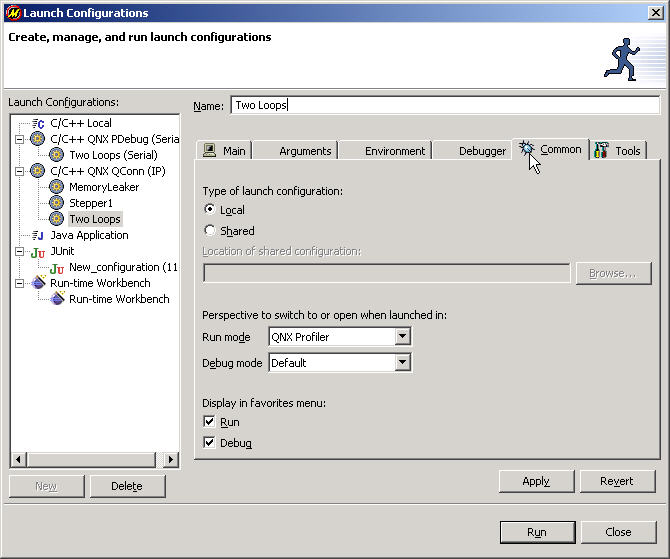 Launch Configurations
Create, manage, and run launch configurations
Launch Configurations:
C/C++ Local
C/C++ QNX PDebug (Seria
Two Loops (Serial)
C/C++ QNX QConn (IP)
MemoryLeaker
Stepper1
Two Loops
Java Application
JUnit
New_configuration (11
Run-time Workbench
Run-time Workbench
New
Delete
Name: Two Loops
Main Arguments Environment Debugger Common Tools
Type of launch configuration:
Local
Shared
Location of shared configuration:
Browse...
Perspective to switch to or open when launched in:
Run mode QNX Profiler
Debug mode Default
Display in favorites menu:
Run
Debug
Apply Revert
Run Close